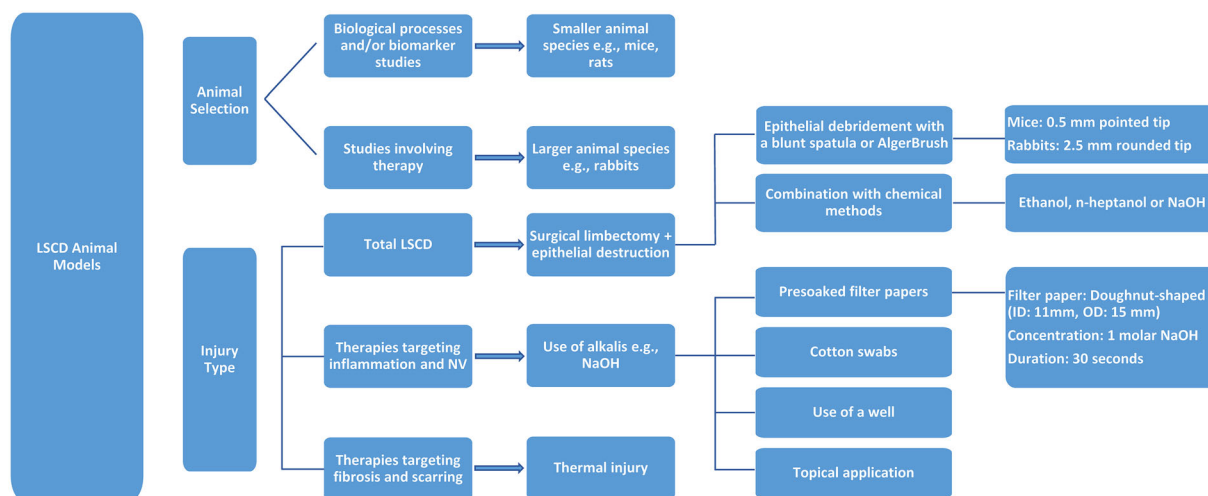 LSCD Animal
Models
Animal
Selection
Biological processes
and/or biomarker
studies
Smaller animal
species e.g., mice,
rats
Studies involving
therapy
Larger animal species
e.g., rabbits
Injury
Type
Total LSCD
Surgical limbectomy +
epithelial destruction
Epithelial debridement with
a blunt spatula or AlgerBrush
Mice: 0.5 mm pointed tip
Rabbits: 2.5 mm rounded tip
Combination with chemical
methods
Ethanol, n-heptanol or NaOH
Therapies targeting
inflammation and NV
Use of alkalis e.g.,
NaOH
Presoaked filter papers
Filter paper: Doughnut-shaped
(ID: 11mm, OD: 15 mm)
Concentration: 1 molar NaOH
Duration: 30 seconds
Cotton swabs
Use of a well
Topical application
Therapies targeting
fibrosis and scarring
Thermal injury